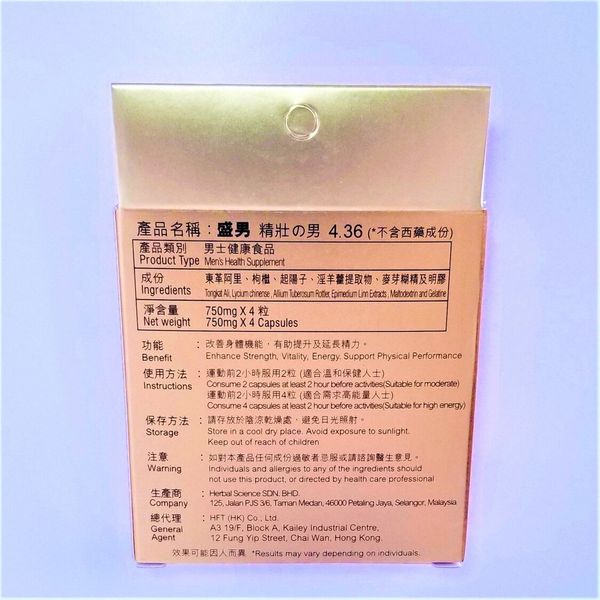 產品名稱：盛男 精壯の男 4.36 (*不含西藥成份)
產品類別 男士健康食品
Product Type Men's Health Supplement
成份 東革阿里、枸杞、起陽子、淫羊藿提取物、麥芽糊精及明膠
Ingredients Tongkat Ali, Lycium chinense, Allium Tuberosum Rottler, Epimedium Linn Extracts, Maltodextrin and Gelatine
淨含量 750mg X 4 粒
Net weight 750mg X 4 Capsules
功能 : 改善身體機能，有助提升及延長精力。
Benefit Enhance Strength, Vitality, Energy. Support Physical Performance
使用方法 : 運動前2小時服用2粒 (適合溫和保健人士)
Instructions Consume 2 capsules at least 2 hour before activities(Suitable for moderate)
運動前2小時服用4粒 (適合需求高能量人士)
Consume 4 capsules at least 2 hour before activities(Suitable for high energy)
保存方法 : 請存放於陰涼乾燥處，避免日光照射。
Storage Store in a cool dry place. Avoid exposure to sunlight.
Keep out of reach of children
注意 : 如對本產品任何成份過敏者忌服或請諮詢醫生意見。
Warning Individuals and allergies to any of the ingredients should
not use this product, or directed by health care professional
生產商 : Herbal Science SDN. BHD.
Company 125, Jalan PJS 3/6, Taman Medan, 46000 Petaling Jaya, Selangor, Malaysia
總代理 : HFT (HK) Co., Ltd.
General A3 19/F, Block A, Kailey Industrial Centre,
Agent 12 Fung Yip Street, Chai Wan, Hong Kong.
效果可能因人而異 *Results may vary depending on individuals.